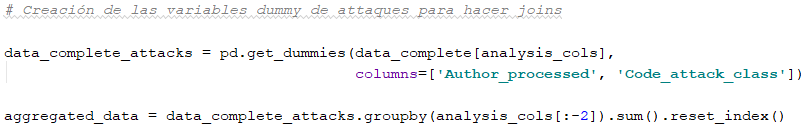 # Creación de las variables dummy de attaques para hacer joins
data_complete_attacks = pd.get_dummies(data_complete[analysis_cols],
columns=['Author_processed', 'Code_attack_class'])
aggregated_data = data_complete_attacks.groupby(analysis_cols[:-2]).sum().reset_index()